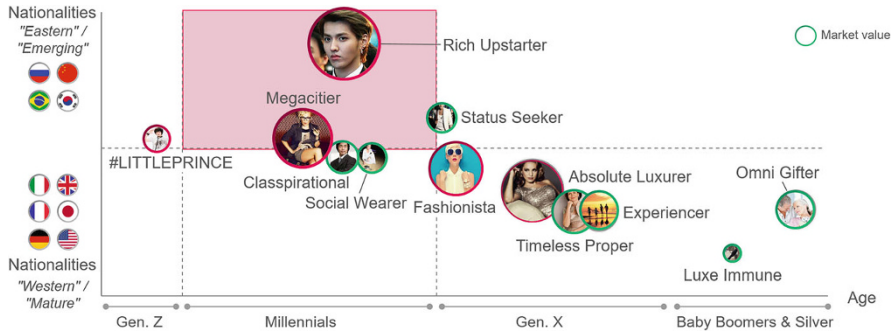 Nationalities
"Eastern" /
"Emerging"
Market value
Rich Upstarter
Megacitier
Status Seeker
#LITTLEPRINCE
Classpirational
Social Wearer
Fashionista
Absolute Luxurer
Omni Gifter
Experiencer
Timeless Proper
Luxe Immune
Nationalities
"Western" /
"Mature"
Age
Gen. Z
Millennials
Gen. X
Baby Boomers & Silver